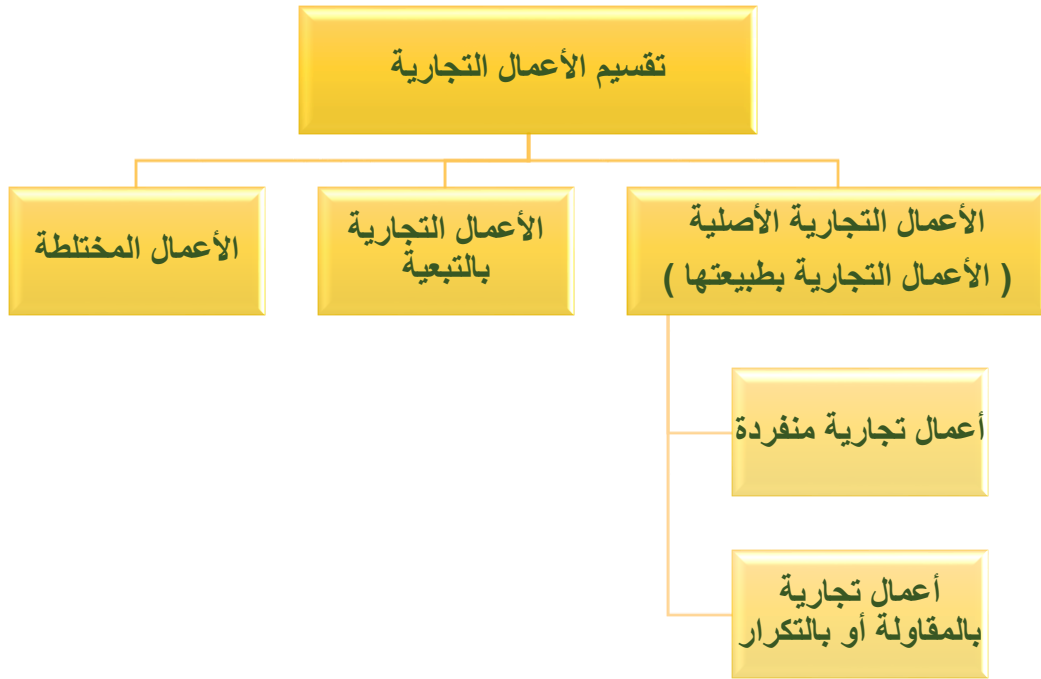 تقسيم الأعمال التجارية
الأعمال التجارية الأصلية
( الأعمال التجارية بطبيعتها )
الأعمال التجارية
بالتبعية
الأعمال المختلطة
أعمال تجارية منفردة
أعمال تجارية
بالمقاولة أو بالتكرار